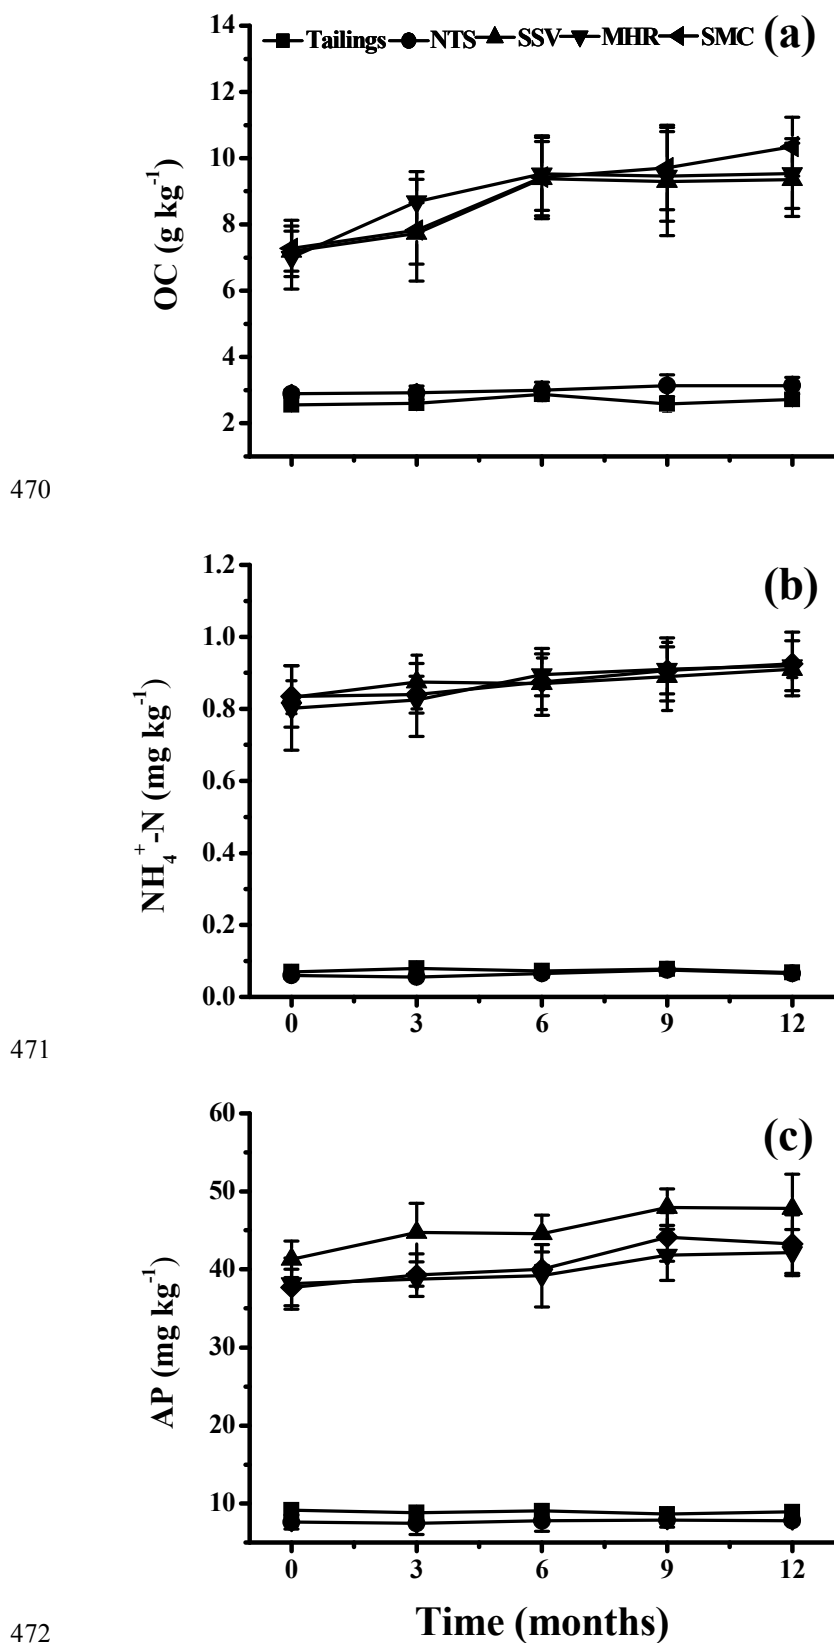 14
Tailings NTS SSV MHR SMC (a)
12
10
8
6
4
2
OC (g kg⁻¹)
470
1.2
(b)
1.0
0.8
0.6
0.4
0.2
0.0
NH₄⁺-N (mg kg⁻¹)
0 3 6 9 12
471
60
(c)
50
40
30
20
10
AP (mg kg⁻¹)
0 3 6 9 12
Time (months)
472